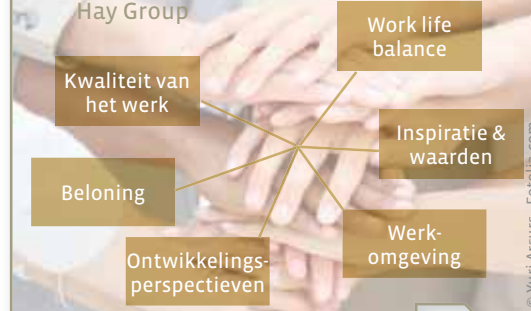 Hay Group
Work life
balance
Kwaliteit van
het werk
Inspiratie &
waarden
Beloning
Werk-
omgeving
Ontwikkelings-
perspectieven